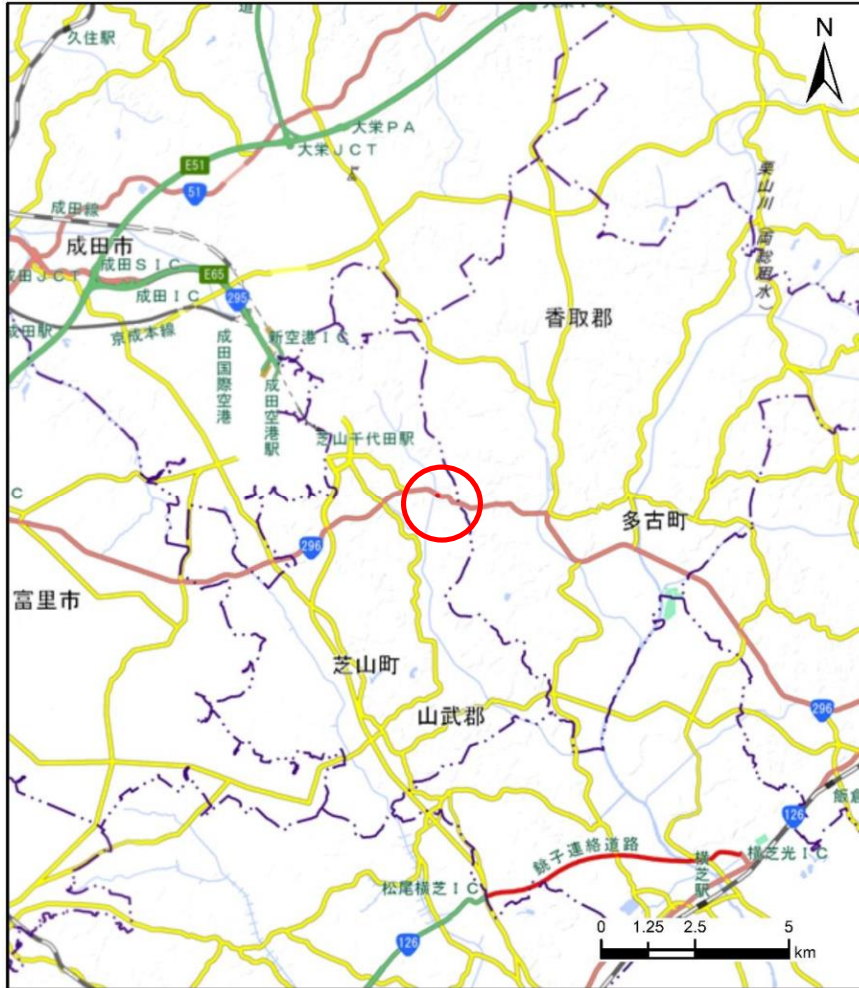 久住駅
道
N
大栄PA
大栄JCT
E51
51
栗山川(両総用水)
成田線
成田市
成田SIC
成田JCT
E65
成田IC
295
香取郡
成田駅
京成本線
新空港IC
成田国際空港
成田空港駅
芝山千代田駅
C
多古町
296
富里市
芝山町
山武郡
296
飯倉
126
銚子連絡道路
横芝光IC
横芝駅
松尾横芝IC
126
0 1.25 2.5 5
km